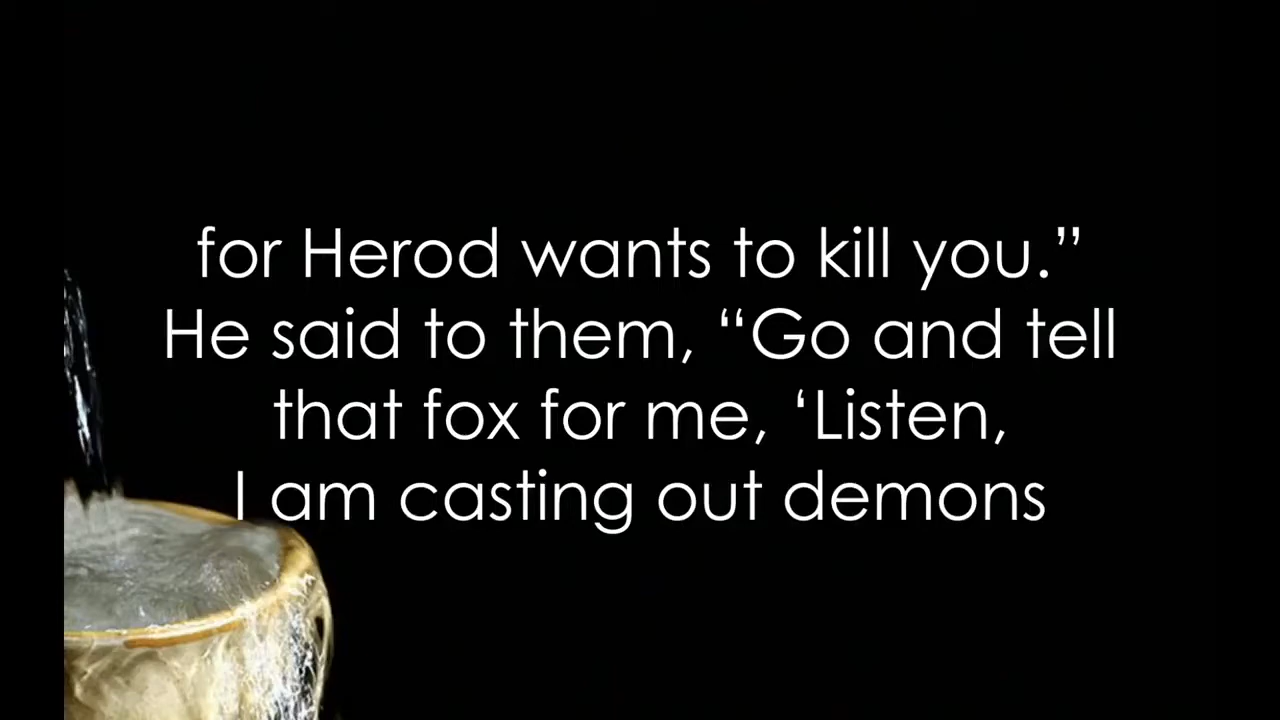 for Herod wants to kill you.”
He said to them, “Go and tell
that fox for me, ‘Listen,
I am casting out demons